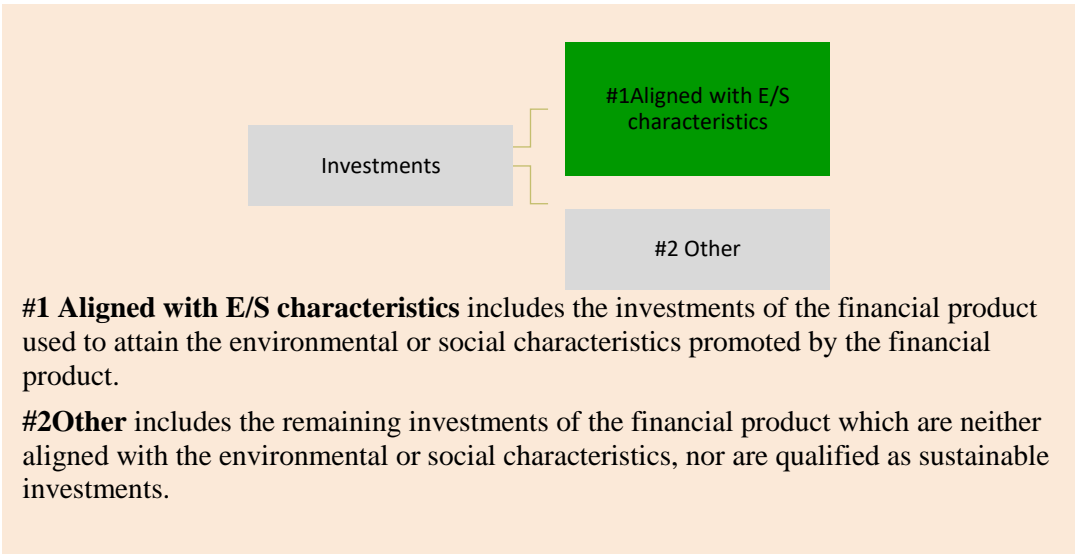 #1Aligned with E/S
characteristics
Investments
#2 Other
#1 Aligned with E/S characteristics includes the investments of the financial product
used to attain the environmental or social characteristics promoted by the financial
product.
#2Other includes the remaining investments of the financial product which are neither
aligned with the environmental or social characteristics, nor are qualified as sustainable
investments.